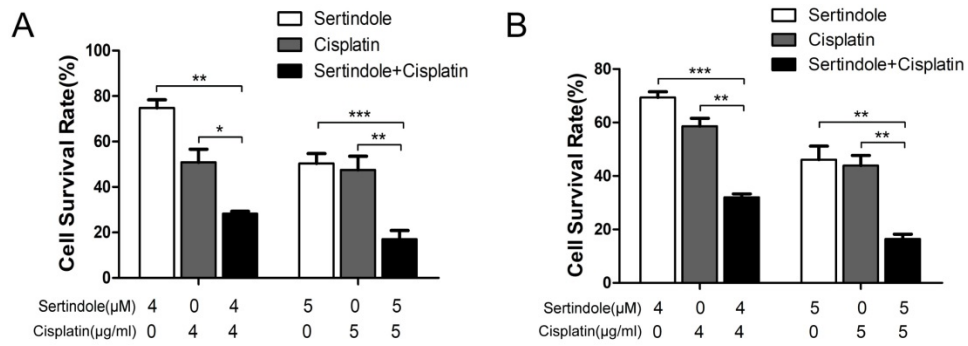 A
Sertindole
Cisplatin
Sertindole+Cisplatin
Cell Survival Rate(%)
100
80
60
40
20
0
**
*
***
**
Sertindole(µM) 4 0 4 5 0 5
Cisplatin(µg/ml) 0 4 4 0 5 5
B
Sertindole
Cisplatin
Sertindole+Cisplatin
Cell Survival Rate(%)
80
60
40
20
0
***
**
**
**
Sertindole(µM) 4 0 4 5 0 5
Cisplatin(µg/ml) 0 4 4 0 5 5